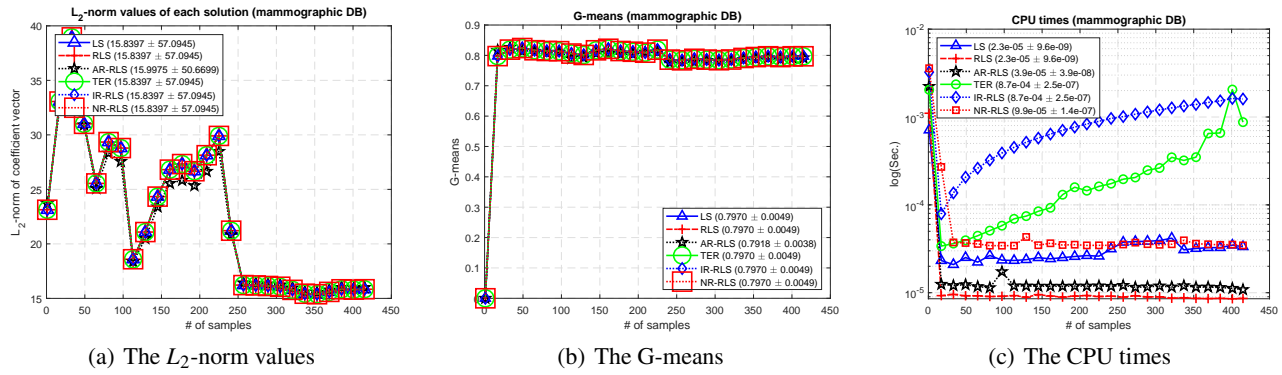 L2-norm values of each solution (mammographic DB)
40
35
30
25
20
15
L2-norm of coefficient vector
LS (15.8397 ± 57.0945)
RLS (15.8397 ± 57.0945)
AR-RLS (15.9975 ± 50.6699)
TER (15.8397 ± 57.0945)
IR-RLS (15.8397 ± 57.0945)
NR-RLS (15.8397 ± 57.0945)
0 50 100 150 200 250 300 350 400 450
# of samples
(a) The L2-norm values
G-means (mammographic DB)
0.9
0.8
0.7
0.6
0.5
0.4
0.3
0.2
0.1
0
G-means
LS (0.7970 ± 0.0049)
RLS (0.7970 ± 0.0049)
AR-RLS (0.7918 ± 0.0038)
TER (0.7970 ± 0.0049)
IR-RLS (0.7970 ± 0.0049)
NR-RLS (0.7970 ± 0.0049)
0 50 100 150 200 250 300 350 400 450
# of samples
(b) The G-means
CPU times (mammographic DB)
10^-2
10^-3
10^-4
10^-5
log(Sec.)
LS (2.3e-05 ± 9.6e-09)
RLS (2.3e-05 ± 9.6e-09)
AR-RLS (3.9e-05 ± 3.9e-08)
TER (8.7e-04 ± 2.5e-07)
IR-RLS (8.7e-04 ± 2.5e-07)
NR-RLS (9.9e-05 ± 1.4e-07)
0 50 100 150 200 250 300 350 400 450
# of samples
(c) The CPU times